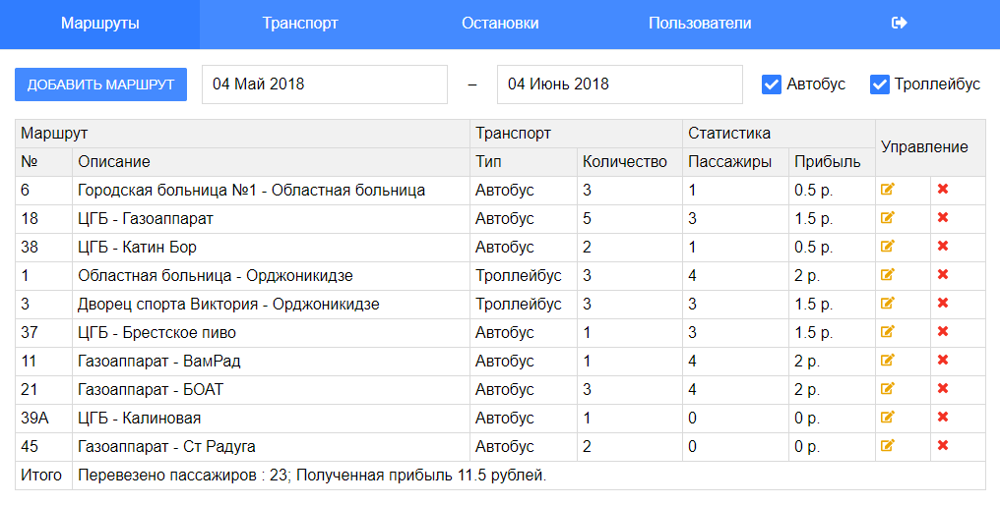 Маршруты Транспорт Остановки Пользователи
ДОБАВИТЬ МАРШРУТ 04 Май 2018 – 04 Июнь 2018 Автобус Троллейбус
Маршрут Транспорт Статистика Управление
№ Описание Тип Количество Пассажиры Прибыль
6 Городская больница №1 - Областная больница Автобус 3 1 0.5 р.
18 ЦГБ - Газоаппарат Автобус 5 3 1.5 р.
38 ЦГБ - Катин Бор Автобус 2 1 0.5 р.
1 Областная больница - Орджоникидзе Троллейбус 3 4 2 р.
3 Дворец спорта Виктория - Орджоникидзе Троллейбус 3 3 1.5 р.
37 ЦГБ - Брестское пиво Автобус 1 3 1.5 р.
11 Газоаппарат - ВамРад Автобус 1 4 2 р.
21 Газоаппарат - БОАТ Автобус 3 4 2 р.
39А ЦГБ - Калиновая Автобус 1 0 0 р.
45 Газоаппарат - Ст Радуга Автобус 2 0 0 р.
Итого Перевезено пассажиров : 23; Полученная прибыль 11.5 рублей.